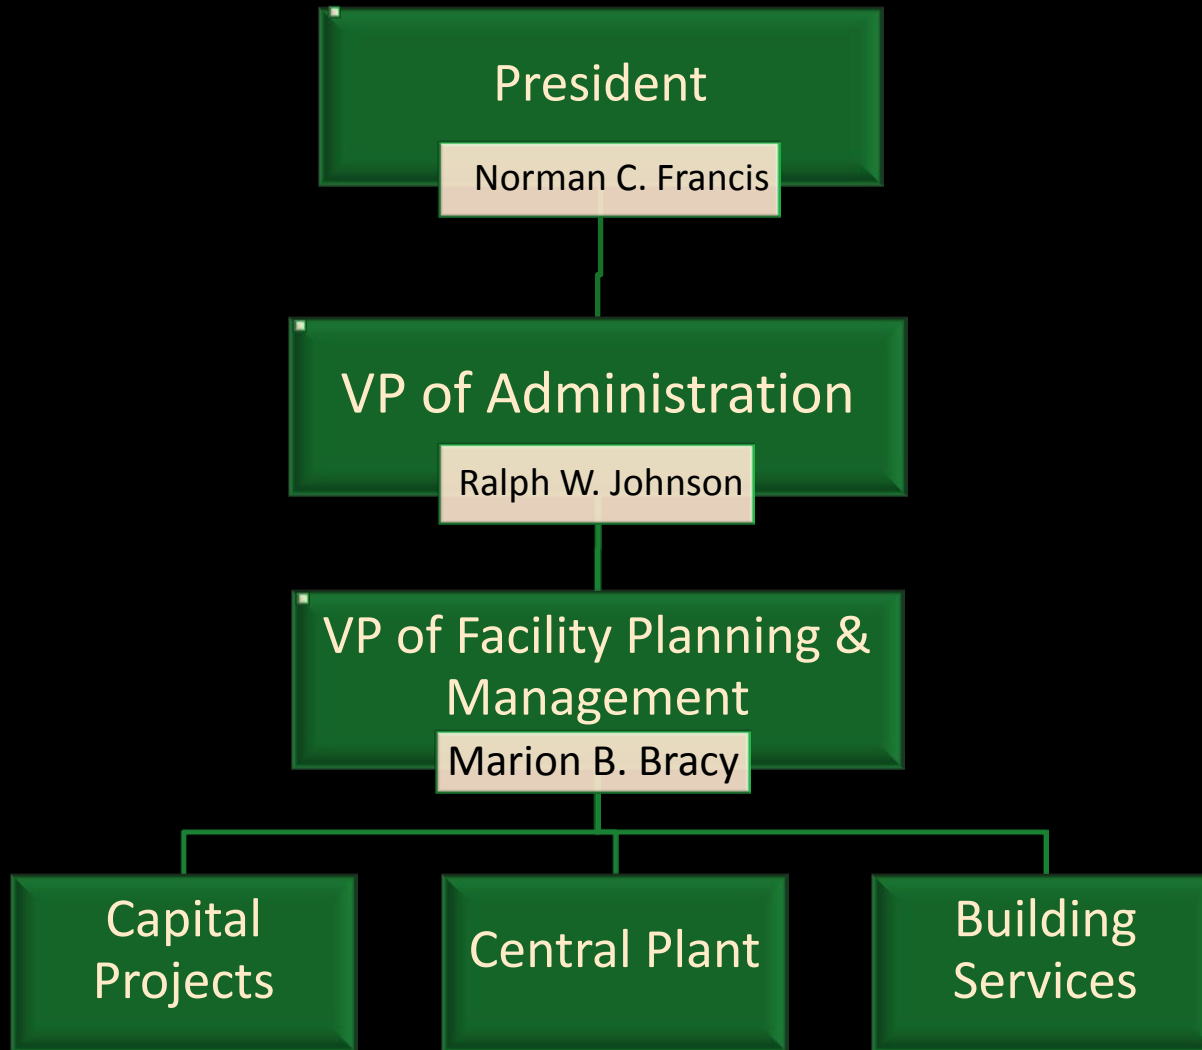 President
Norman C. Francis
VP of Administration
Ralph W. Johnson
VP of Facility Planning &
Management
Marion B. Bracy
Capital
Projects
Central Plant
Building
Services